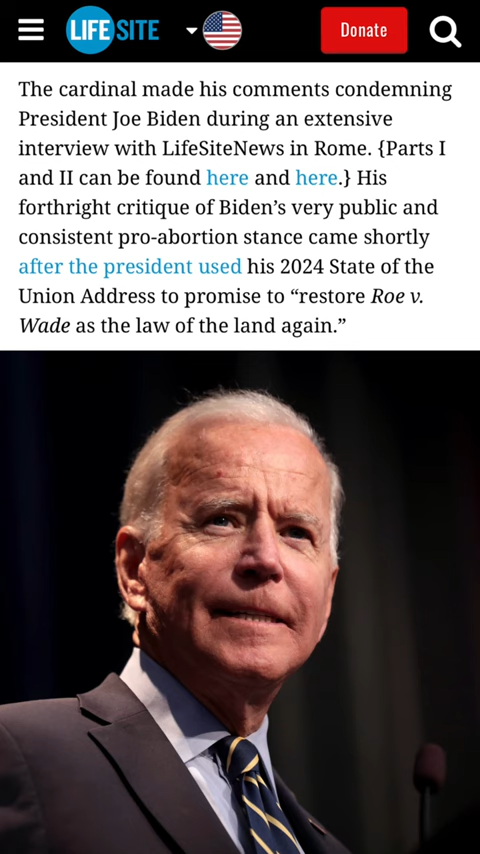 LIFE SITE
Donate
The cardinal made his comments condemning
President Joe Biden during an extensive
interview with LifeSiteNews in Rome. {Parts I
and II can be found here and here.} His
forthright critique of Biden’s very public and
consistent pro-abortion stance came shortly
after the president used his 2024 State of the
Union Address to promise to “restore Roe v.
Wade as the law of the land again.”